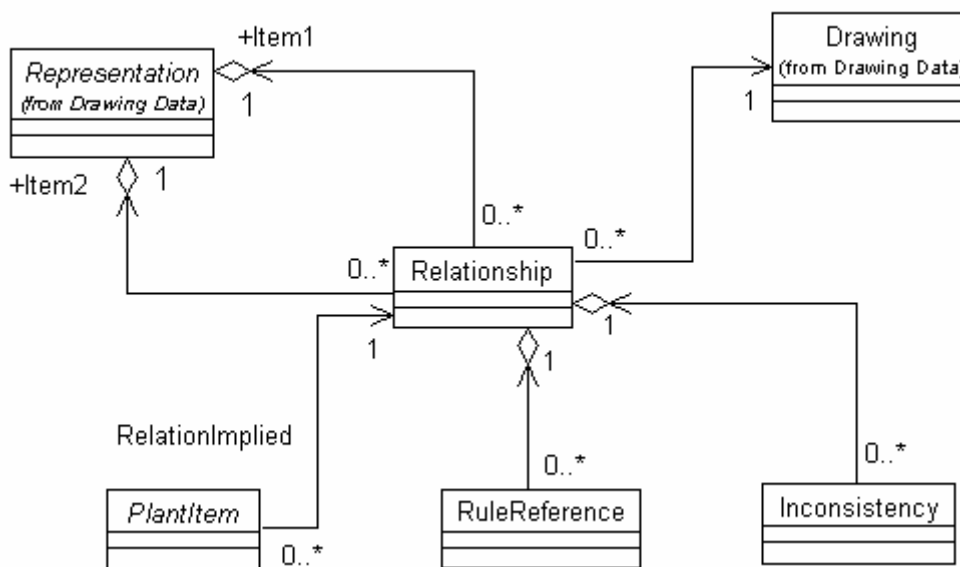 +Item1
Representation
(from Drawing Data)
1
Drawing
(from Drawing Data)
1
+Item2
1
0..*
0..*
0..*
Relationship
1
1
1
RelationImplied
0..*
0..*
PlantItem
0..*
RuleReference
Inconsistency